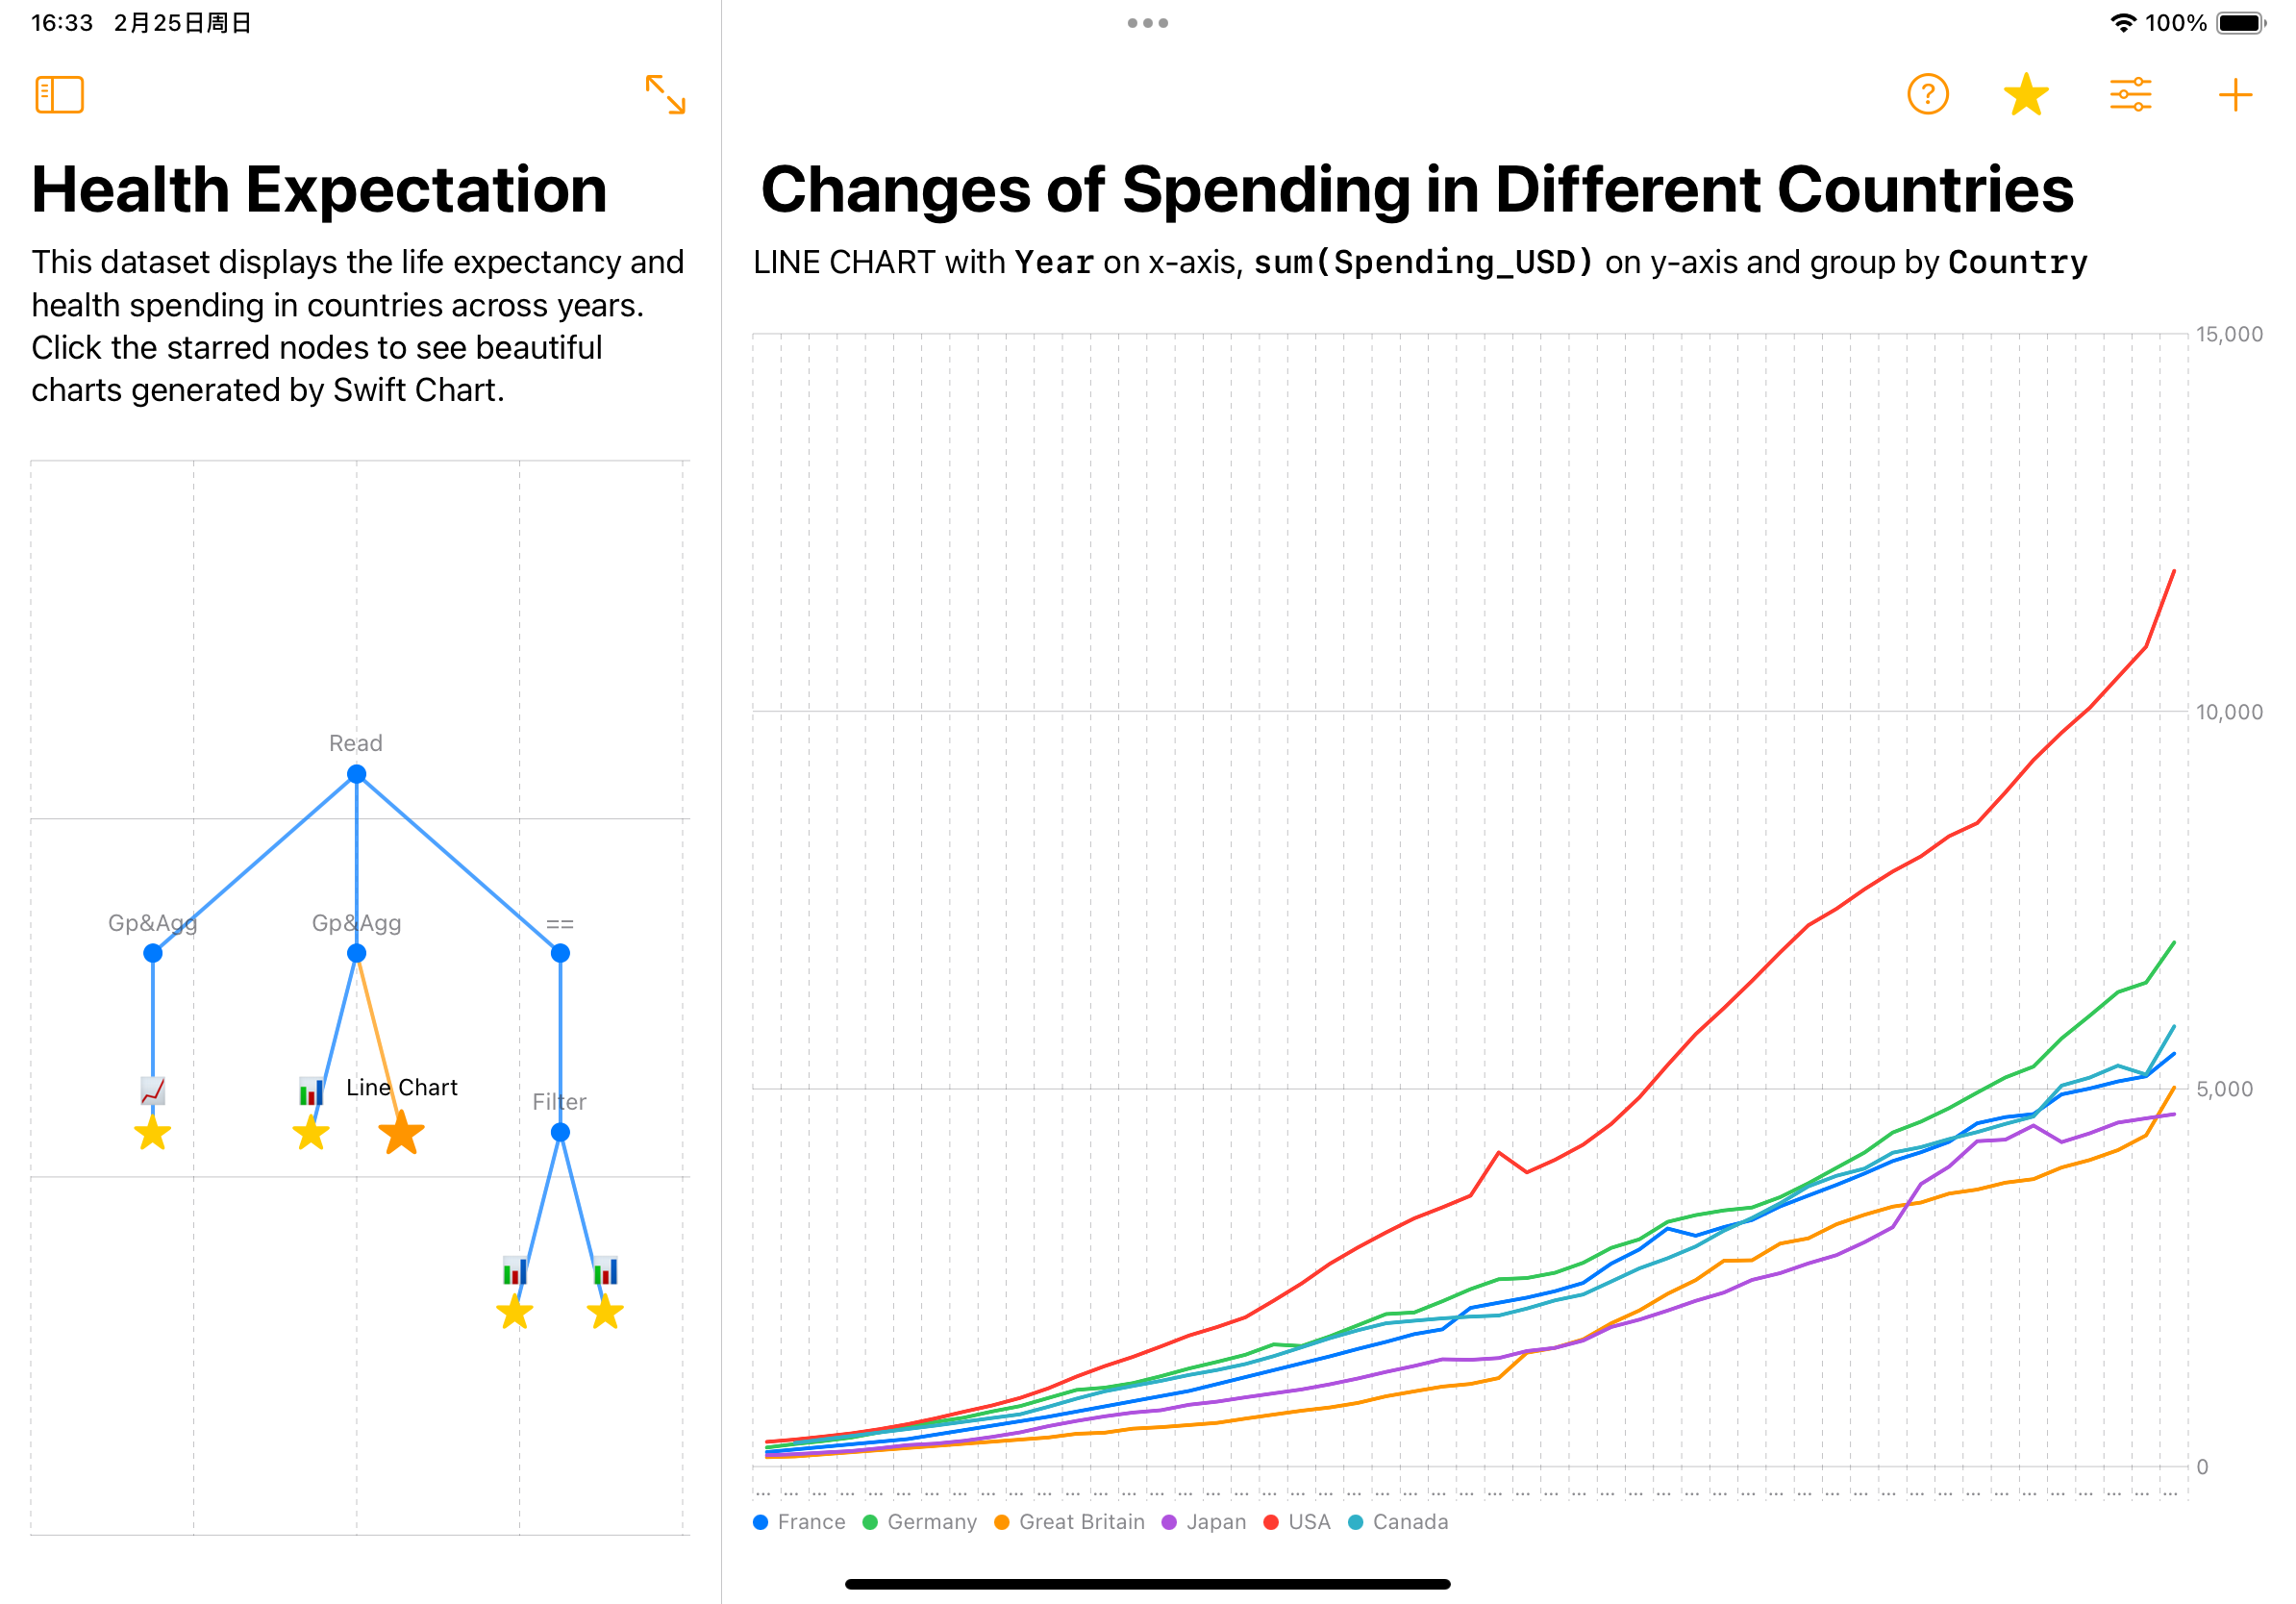 16:33 2月25日周日
100%
Health Expectation
This dataset displays the life expectancy and
health spending in countries across years.
Click the starred nodes to see beautiful
charts generated by Swift Chart.
Read
Gp&Agg
Gp&Agg
==
Line Chart
Filter
Changes of Spending in Different Countries
LINE CHART with Year on x-axis, sum(Spending_USD) on y-axis and group by Country
15,000
10,000
5,000
0
... ... ... ... ... ... ... ... ... ... ... ... ... ... ... ... ... ... ... ... ... ... ... ... ... ... ... ... ... ... ... ... ... ... ... ... ... ... ... ... ... ... ... ... ... ... ... ... ... ... ...
France Germany Great Britain Japan USA Canada